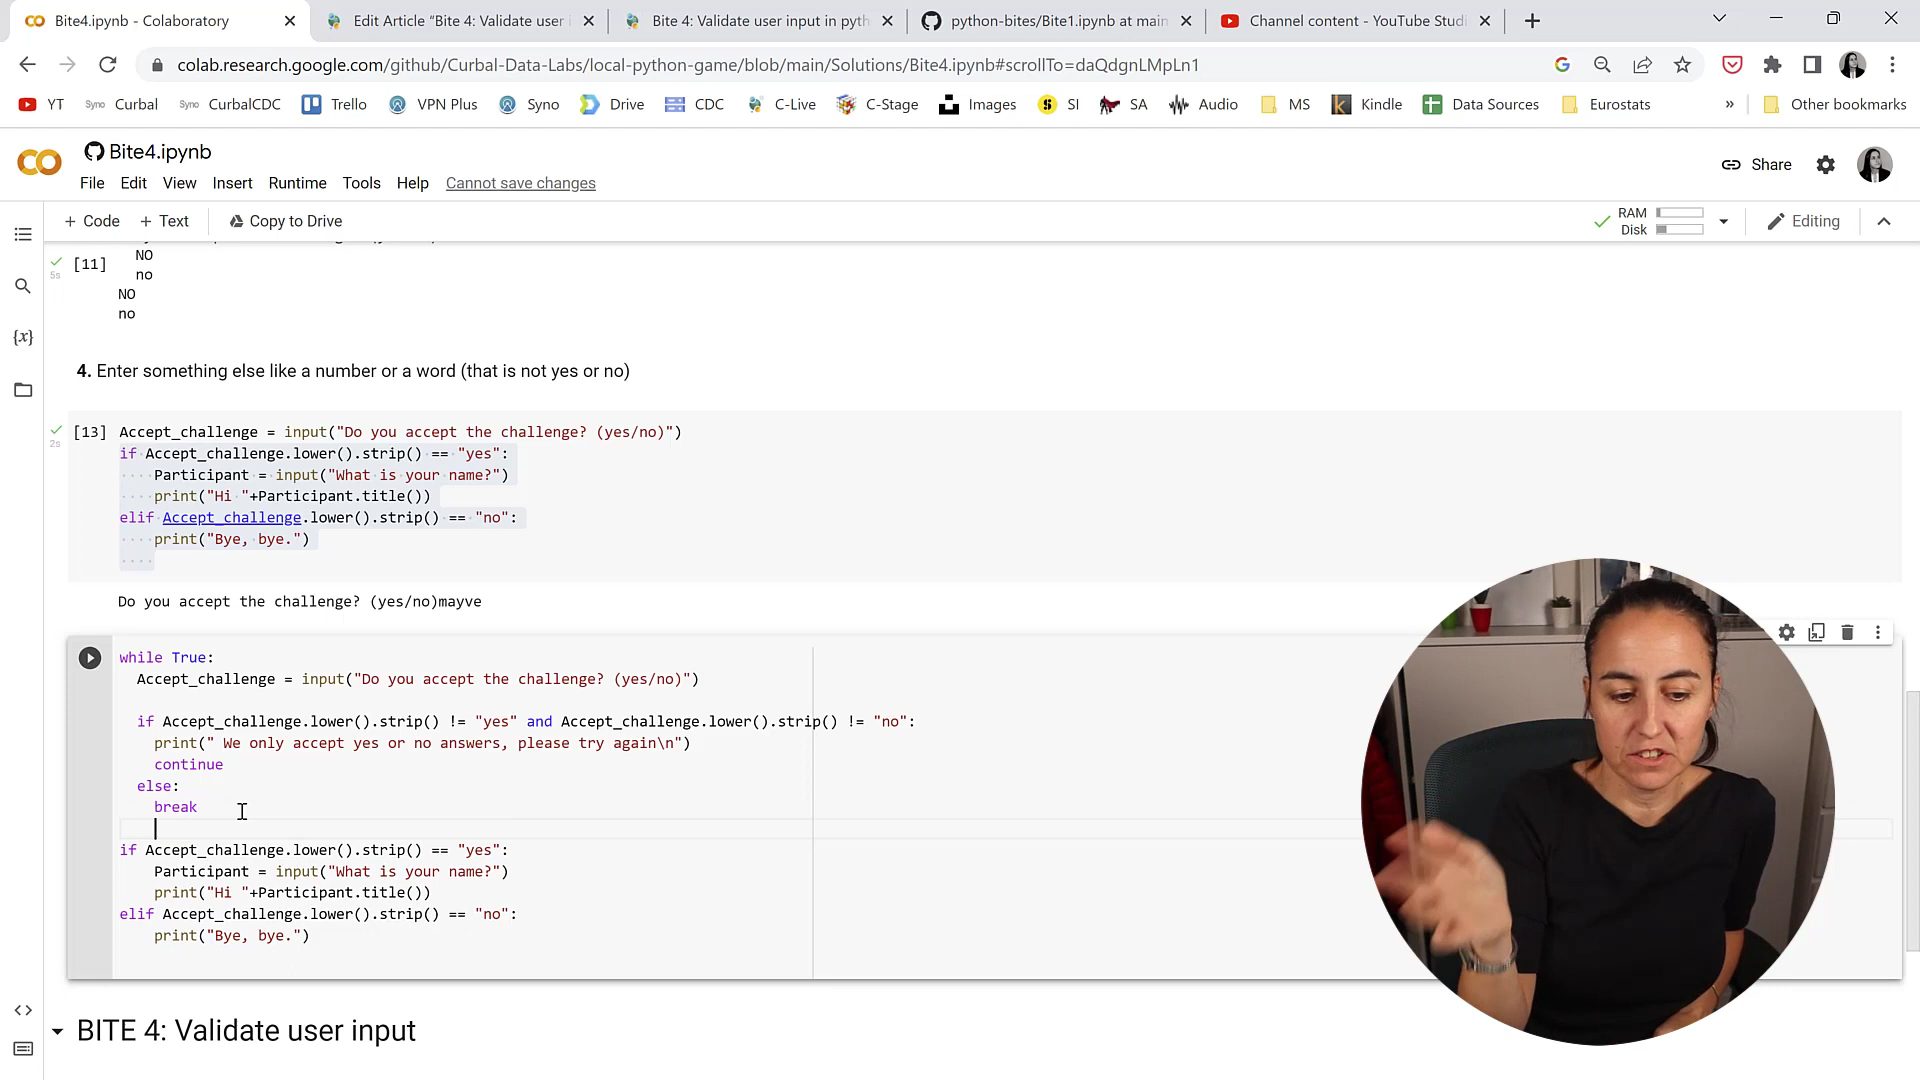 Bite4.ipynb - Colaboratory
Edit Article "Bite 4: Validate user i
Bite 4: Validate user input in pyth
python-bites/Bite1.ipynb at main
Channel content - YouTube Studi
colab.research.google.com/github/Curbal-Data-Labs/local-python-game/blob/main/Solutions/Bite4.ipynb#scrollTo=daQdgnLMpLn1
YT Syno Curbal Syno CurbalCDC Trello VPN Plus Syno Drive CDC C-Live C-Stage Images SI SA Audio MS Kindle Data Sources Eurostats » Other bookmarks
Bite4.ipynb
Share
File Edit View Insert Runtime Tools Help Cannot save changes
+ Code + Text Copy to Drive
RAM
Disk
Editing
NO
[11]
5s
no
NO
no
4. Enter something else like a number or a word (that is not yes or no)
[13] Accept_challenge = input("Do you accept the challenge? (yes/no)")
2s
if Accept_challenge.lower().strip() == "yes":
Participant = input("What is your name?")
print("Hi "+Participant.title())
elif Accept_challenge.lower().strip() == "no":
print("Bye, bye.")
Do you accept the challenge? (yes/no)mayve
while True:
Accept_challenge = input("Do you accept the challenge? (yes/no)")
if Accept_challenge.lower().strip() != "yes" and Accept_challenge.lower().strip() != "no":
print(" We only accept yes or no answers, please try again\n")
continue
else:
break
if Accept_challenge.lower().strip() == "yes":
Participant = input("What is your name?")
print("Hi "+Participant.title())
elif Accept_challenge.lower().strip() == "no":
print("Bye, bye.")
BITE 4: Validate user input